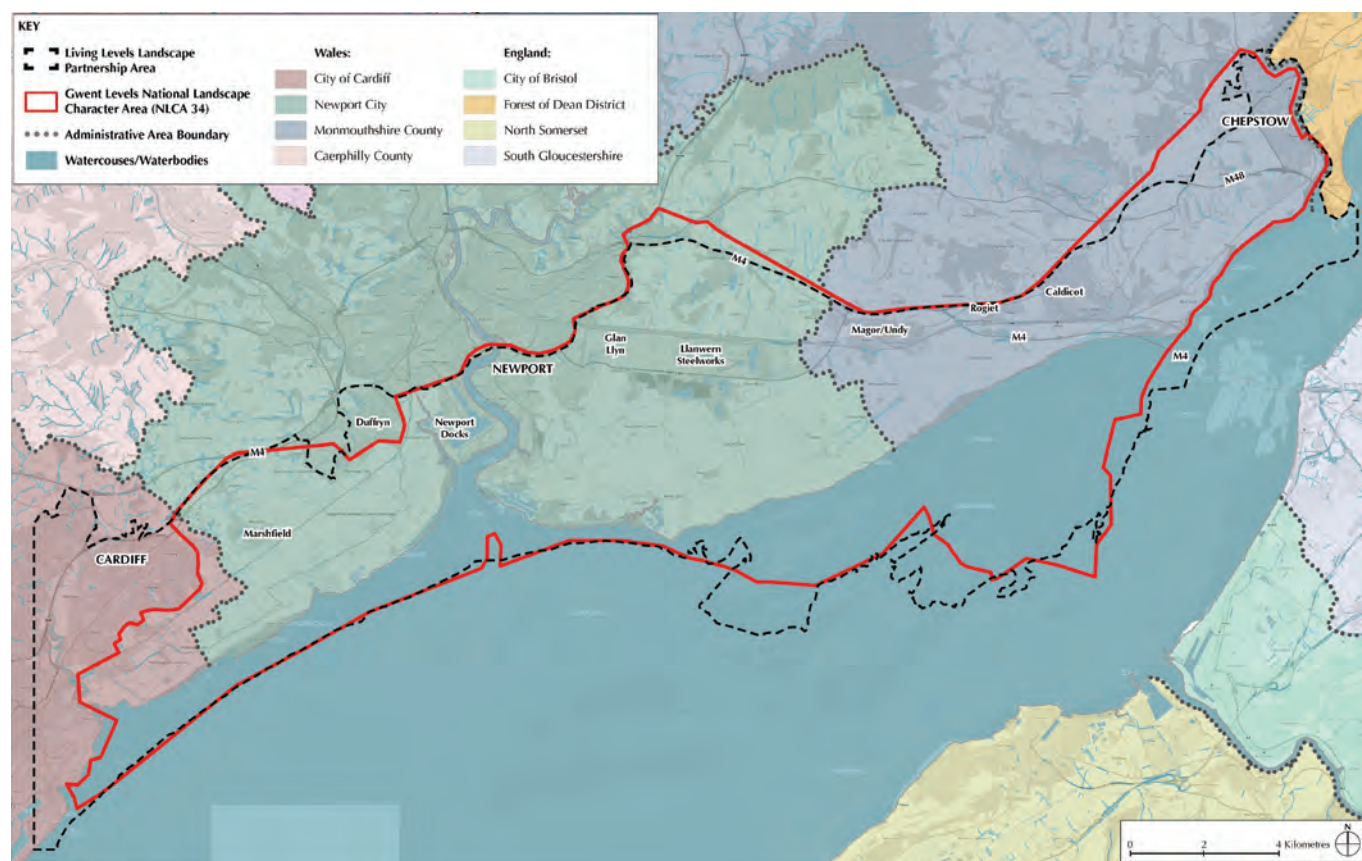 KEY
Living Levels Landscape
Partnership Area
Gwent Levels National Landscape
Character Area (NLCA 34)
Administrative Area Boundary
Watercouses/Waterbodies
Wales:
City of Cardiff
Newport City
Monmouthshire County
Caerphilly County
England:
City of Bristol
Forest of Dean District
North Somerset
South Gloucestershire
CHEPSTOW
M48
M4
Caldicot
Rogiet
Magor/Undy
M4
M4
Glan
Llyn
Llanwern
Steelworks
NEWPORT
Duffryn
Newport
Docks
M4
Marshfield
CARDIFF
N
0 2 4 Kilometres